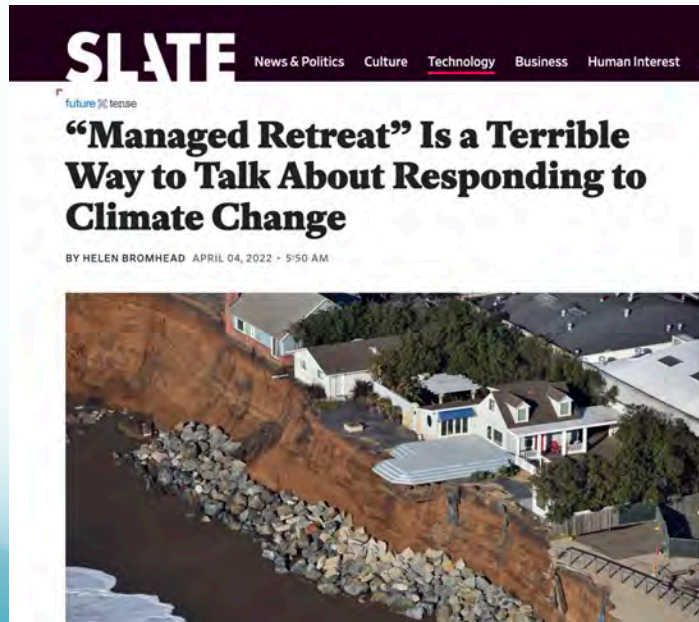 SLATE
News & Politics Culture Technology Business Human Interest
future tense
“Managed Retreat” Is a Terrible
Way to Talk About Responding to
Climate Change
BY HELEN BROMHEAD APRIL 04, 2022 • 5:50 AM